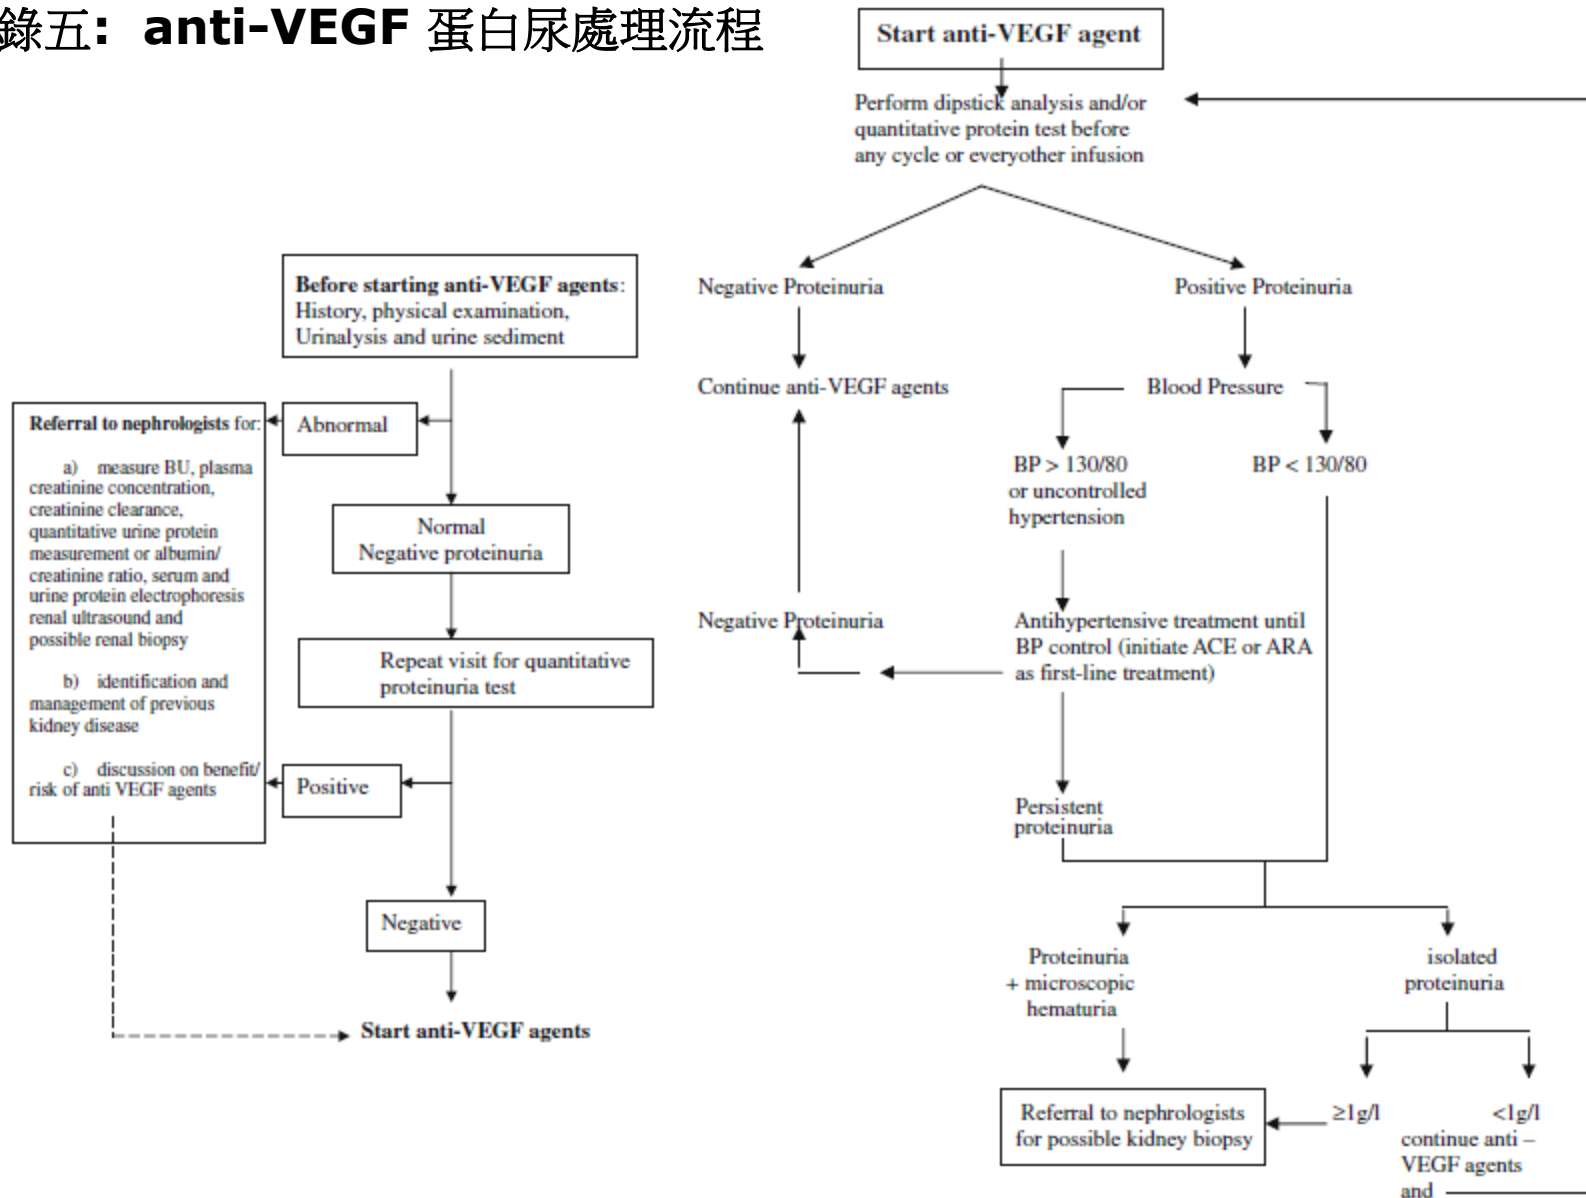 錄五: anti-VEGF 蛋白尿處理流程
Before starting anti-VEGF agents:
History, physical examination,
Urinalysis and urine sediment
Abnormal
Referral to nephrologists for:
a) measure BU, plasma
creatinine concentration,
creatinine clearance,
quantitative urine protein
measurement or albumin/
creatinine ratio, serum and
urine protein electrophoresis
renal ultrasound and
possible renal biopsy
b) identification and
management of previous
kidney disease
c) discussion on benefit/
risk of anti VEGF agents
Normal
Negative proteinuria
Repeat visit for quantitative
proteinuria test
Positive
Negative
Start anti-VEGF agents
Start anti-VEGF agent
Perform dipstick analysis and/or
quantitative protein test before
any cycle or everyother infusion
Negative Proteinuria
Positive Proteinuria
Continue anti-VEGF agents
Blood Pressure
BP > 130/80
or uncontrolled
hypertension
BP < 130/80
Negative Proteinuria
Antihypertensive treatment until
BP control (initiate ACE or ARA
as first-line treatment)
Persistent
proteinuria
Proteinuria
+ microscopic
hematuria
isolated
proteinuria
Referral to nephrologists
for possible kidney biopsy
≥1g/l
<1g/l
continue anti –
VEGF agents
and